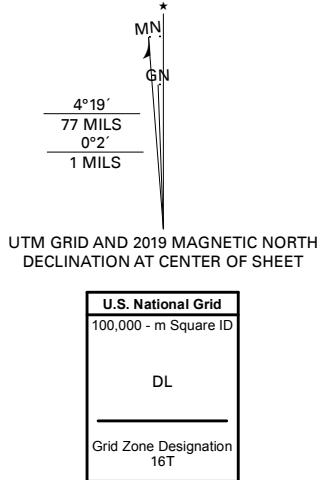 MN
GN
4°19´
77 MILS
0°2´
1 MILS
UTM GRID AND 2019 MAGNETIC NORTH
DECLINATION AT CENTER OF SHEET
U.S. National Grid
100,000 - m Square ID
DL
Grid Zone Designation
16T